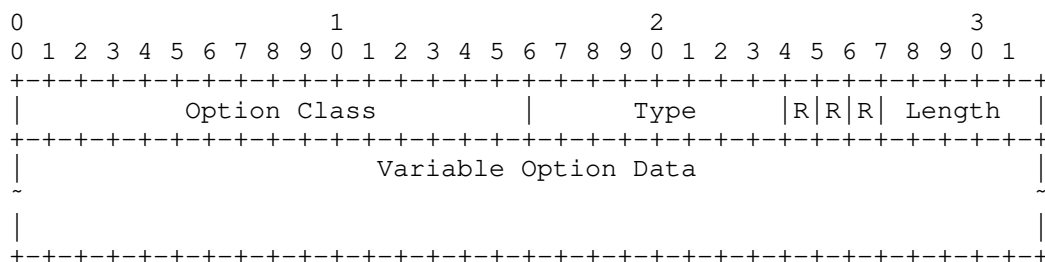 0                   1                   2                   3
0 1 2 3 4 5 6 7 8 9 0 1 2 3 4 5 6 7 8 9 0 1 2 3 4 5 6 7 8 9 0 1
+-+-+-+-+-+-+-+-+-+-+-+-+-+-+-+-+-+-+-+-+-+-+-+-+-+-+-+-+-+-+-+-+
|          Option Class         |      Type     |R|R|R| Length  |
+-+-+-+-+-+-+-+-+-+-+-+-+-+-+-+-+-+-+-+-+-+-+-+-+-+-+-+-+-+-+-+-+
|                      Variable Option Data                     |
~                                                               ~
|                                                               |
+-+-+-+-+-+-+-+-+-+-+-+-+-+-+-+-+-+-+-+-+-+-+-+-+-+-+-+-+-+-+-+-+